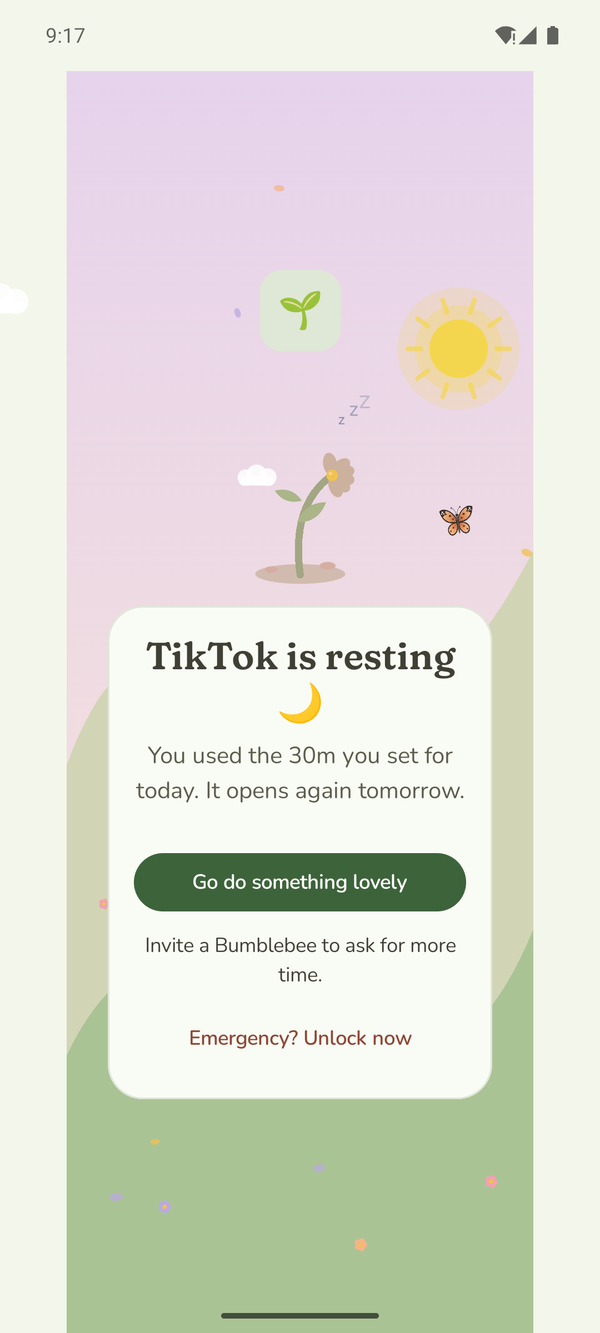 9:17
z z Z
TikTok is resting
🌙
You used the 30m you set for
today. It opens again tomorrow.
Go do something lovely
Invite a Bumblebee to ask for more
time.
Emergency? Unlock now